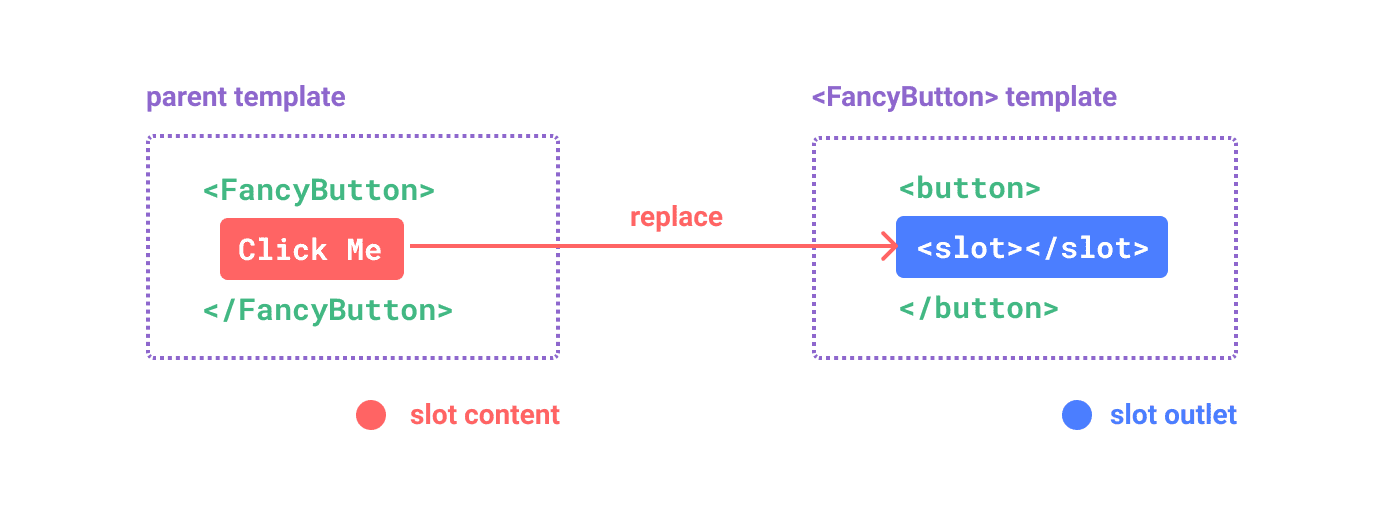 parent template
<FancyButton>
Click Me
</FancyButton>
slot content
replace
<FancyButton> template
<button>
<slot></slot>
</button>
slot outlet